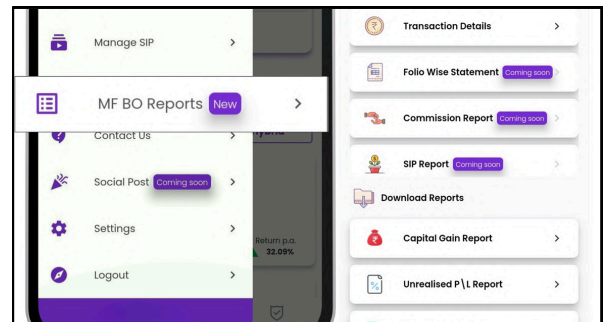 Manage SIP
MF BO Reports New
Contact Us
Hybrid
Social Post Coming soon
Settings
Return p.a.
32.09%
Logout
Transaction Details
Folio Wise Statement Coming soon
Commission Report Coming soon
SIP Report Coming soon
Download Reports
Capital Gain Report
Unrealised P\L Report